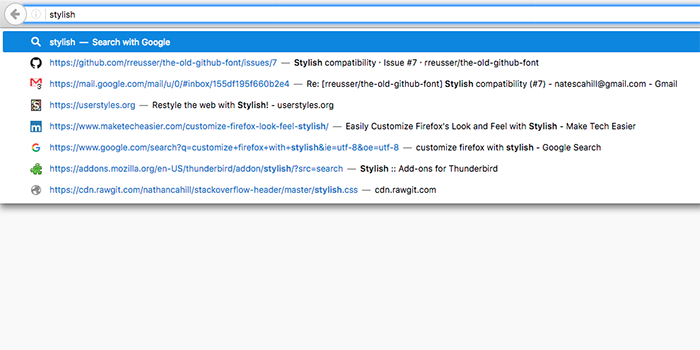 stylish
stylish — Search with Google
https://github.com/rreusser/the-old-github-font/issues/7 — Stylish compatibility · Issue #7 · rreusser/the-old-github-font
https://mail.google.com/mail/u/0/#inbox/155df195f660b2e4 — Re: [rreusser/the-old-github-font] Stylish compatibility (#7) - natescahill@gmail.com - Gmail
https://userstyles.org — Restyle the web with Stylish! - userstyles.org
https://www.maketecheasier.com/customize-firefox-look-feel-stylish/ — Easily Customize Firefox's Look and Feel with Stylish - Make Tech Easier
https://www.google.com/search?q=customize+firefox+with+stylish&ie=utf-8&oe=utf-8 — customize firefox with stylish - Google Search
https://addons.mozilla.org/en-US/thunderbird/addon/stylish/?src=search — Stylish :: Add-ons for Thunderbird
https://cdn.rawgit.com/nathancahill/stackoverflow-header/master/stylish.css — cdn.rawgit.com